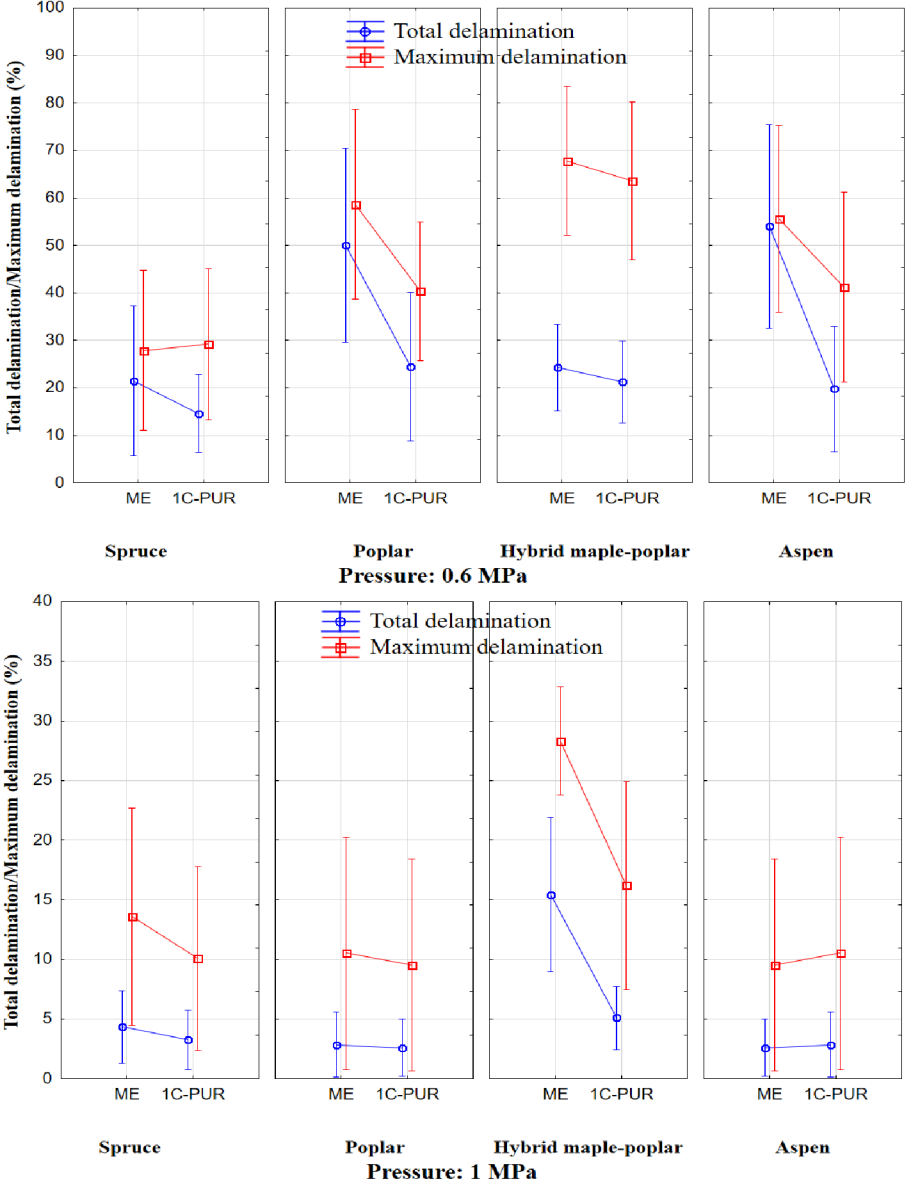 Total delamination/Maximum delamination (%)
100
90
80
70
60
50
40
30
20
10
0
Total delamination
Maximum delamination
ME 1C-PUR ME 1C-PUR ME 1C-PUR ME 1C-PUR
Spruce Poplar Hybrid maple-poplar Aspen
Pressure: 0.6 MPa
Total delamination/Maximum delamination (%)
40
35
30
25
20
15
10
5
0
Total delamination
Maximum delamination
ME 1C-PUR ME 1C-PUR ME 1C-PUR ME 1C-PUR
Spruce Poplar Hybrid maple-poplar Aspen
Pressure: 1 MPa